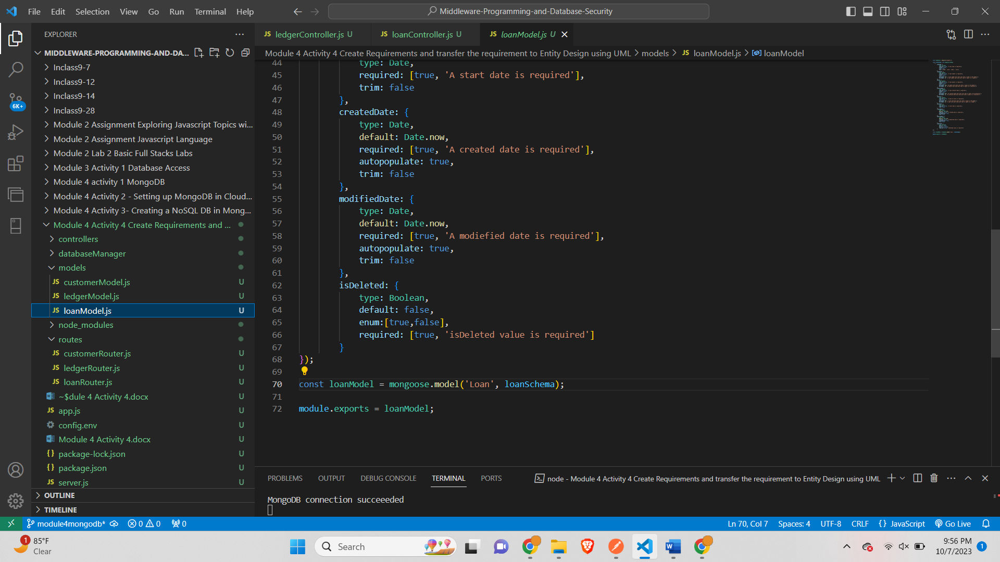 File Edit Selection View Go Run Terminal Help
Middleware-Programming-and-Database-Security
EXPLORER
MIDDLEWARE-PROGRAMMING-AND-DA...
Inclass9-7
Inclass9-12
Inclass9-14
Inclass9-28
Module 2 Assignment Exploring Javascript Topics wi...
Module 2 Assignment Javascript Language
Module 2 Lab 2 Basic Full Stacks Labs
Module 3 Activity 1 Database Access
Module 4 activity 1 MongoDB
Module 4 Activity 2 - Setting up MongoDB in Cloud...
Module 4 Activity 3- Creating a NoSQL DB in Mong...
Module 4 Activity 4 Create Requirements and ...
controllers
databaseManager
models
JS customerModel.js U
JS ledgerModel.js U
JS loanModel.js U
node_modules
routes
JS customerRouter.js U
JS ledgerRouter.js U
JS loanRouter.js U
~$dule 4 Activity 4.docx U
JS app.js U
config.env U
Module 4 Activity 4.docx U
{} package-lock.json U
{} package.json U
JS server.js U
OUTLINE
TIMELINE
6K+
JS ledgerController.js U JS loanController.js U JS loanModel.js U
Module 4 Activity 4 Create Requirements and transfer the requirement to Entity Design using UML > models > JS loanModel.js > loanModel
44 type: Date,
45 required: [true, 'A start date is required'],
46 trim: false
47 },
48 createdDate: {
49 type: Date,
50 default: Date.now,
51 required: [true, 'A created date is required'],
52 autopopulate: true,
53 trim: false
54 },
55 modifiedDate: {
56 type: Date,
57 default: Date.now,
58 required: [true, 'A modiefied date is required'],
59 autopopulate: true,
60 trim: false
61 },
62 isDeleted: {
63 type: Boolean,
64 default: false,
65 enum:[true,false],
66 required: [true, 'isDeleted value is required']
67 }
68 });
69
70 const loanModel = mongoose.model('Loan', loanSchema);
71
72 module.exports = loanModel;
PROBLEMS OUTPUT DEBUG CONSOLE TERMINAL PORTS
node - Module 4 Activity 4 Create Requirements and transfer the requirement to Entity Design using UML
MongoDB connection succeeeded
module4mongodb* 0 0 0
Ln 70, Col 7 Spaces: 4 UTF-8 CRLF {} JavaScript Go Live
1
85°F
Clear
Search
9:56 PM
10/7/2023
1